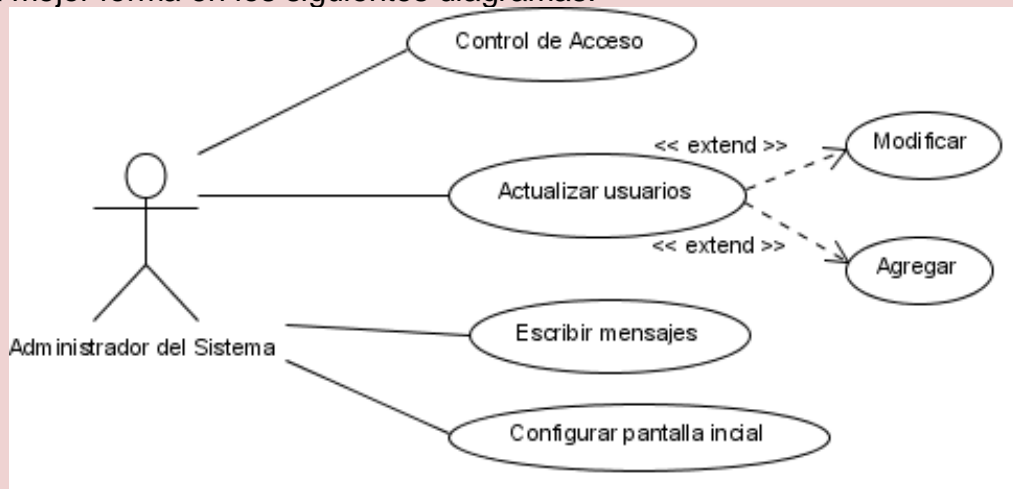 mejor forma en los siguientes diagramas.
Control de Acceso
<< extend >>
Modificar
Actualizar usuarios
<< extend >>
Agregar
Escribir mensajes
Administrador del Sistema
Configurar pantalla incial